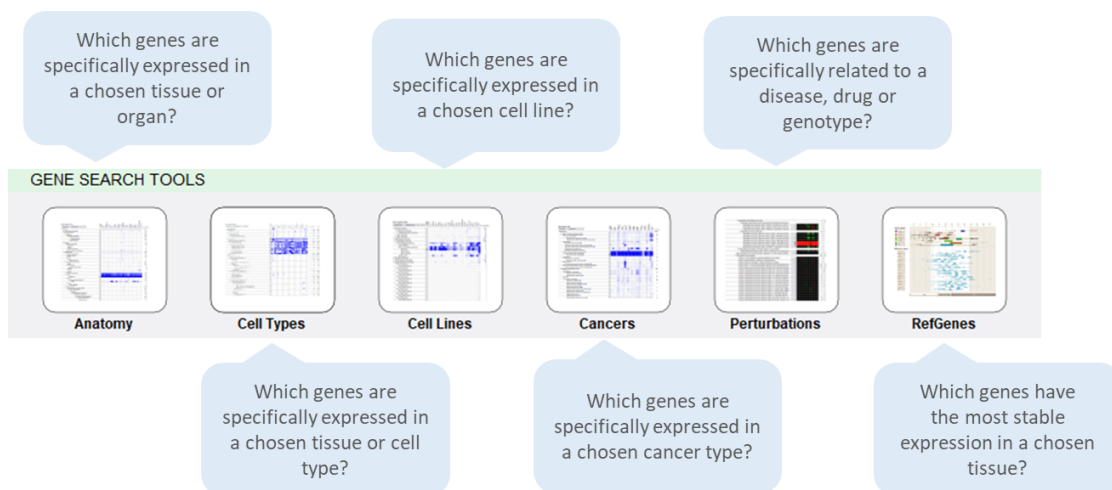 Which genes are
specifically expressed in
a chosen tissue or
organ?
Which genes are
specifically expressed in
a chosen cell line?
Which genes are
specifically related to a
disease, drug or
genotype?
GENE SEARCH TOOLS
Anatomy
Cell Types
Cell Lines
Cancers
Perturbations
RefGenes
Which genes are
specifically expressed in
a chosen tissue or cell
type?
Which genes are
specifically expressed in
a chosen cancer type?
Which genes have
the most stable
expression in a chosen
tissue?